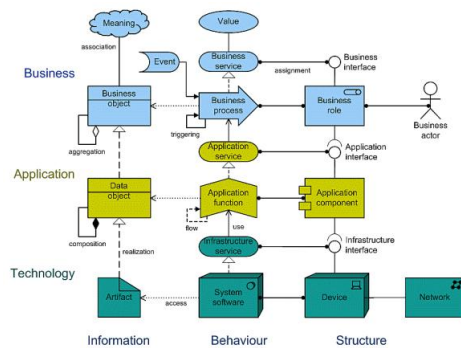 Meaning
Value
association
Business
Event
Business
service
assignment
Business
interface
Business
object
Business
process
Business
role
Business
actor
triggering
aggregation
Application
service
Application
interface
Application
Data
object
Application
function
Application
component
flow
use
composition
realization
Infrastructure
service
Infrastructure
interface
Technology
Artifact
access
System
software
Device
Network
Information
Behaviour
Structure